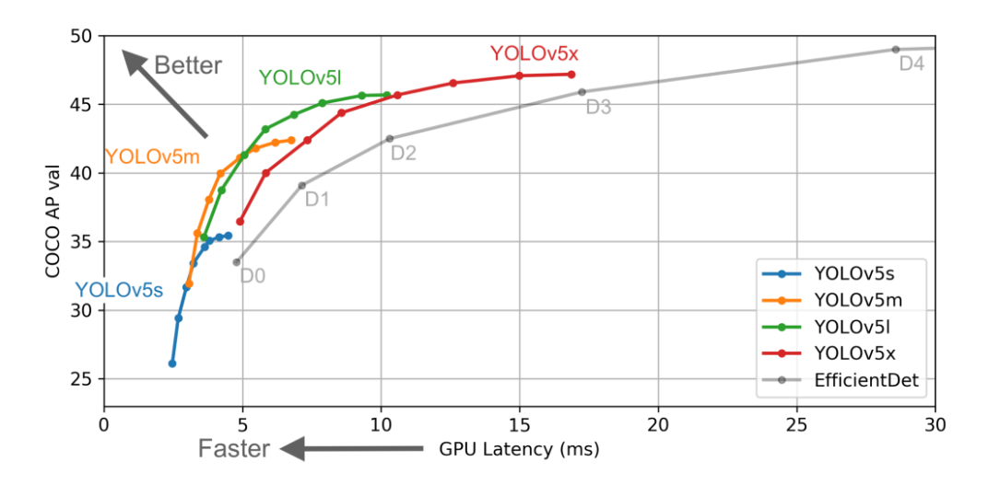 50
45
40
35
30
25
COCO AP val
Better
YOLOv5l
YOLOv5x
YOLOv5m
YOLOv5s
D0
D1
D2
D3
D4
YOLOv5s
YOLOv5m
YOLOv5l
YOLOv5x
EfficientDet
0 5 10 15 20 25 30
Faster
GPU Latency (ms)